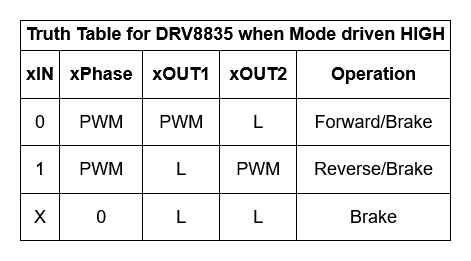 Truth Table for DRV8835 when Mode driven HIGH
xIN xPhase xOUT1 xOUT2 Operation
0 PWM PWM L Forward/Brake
1 PWM L PWM Reverse/Brake
X 0 L L Brake